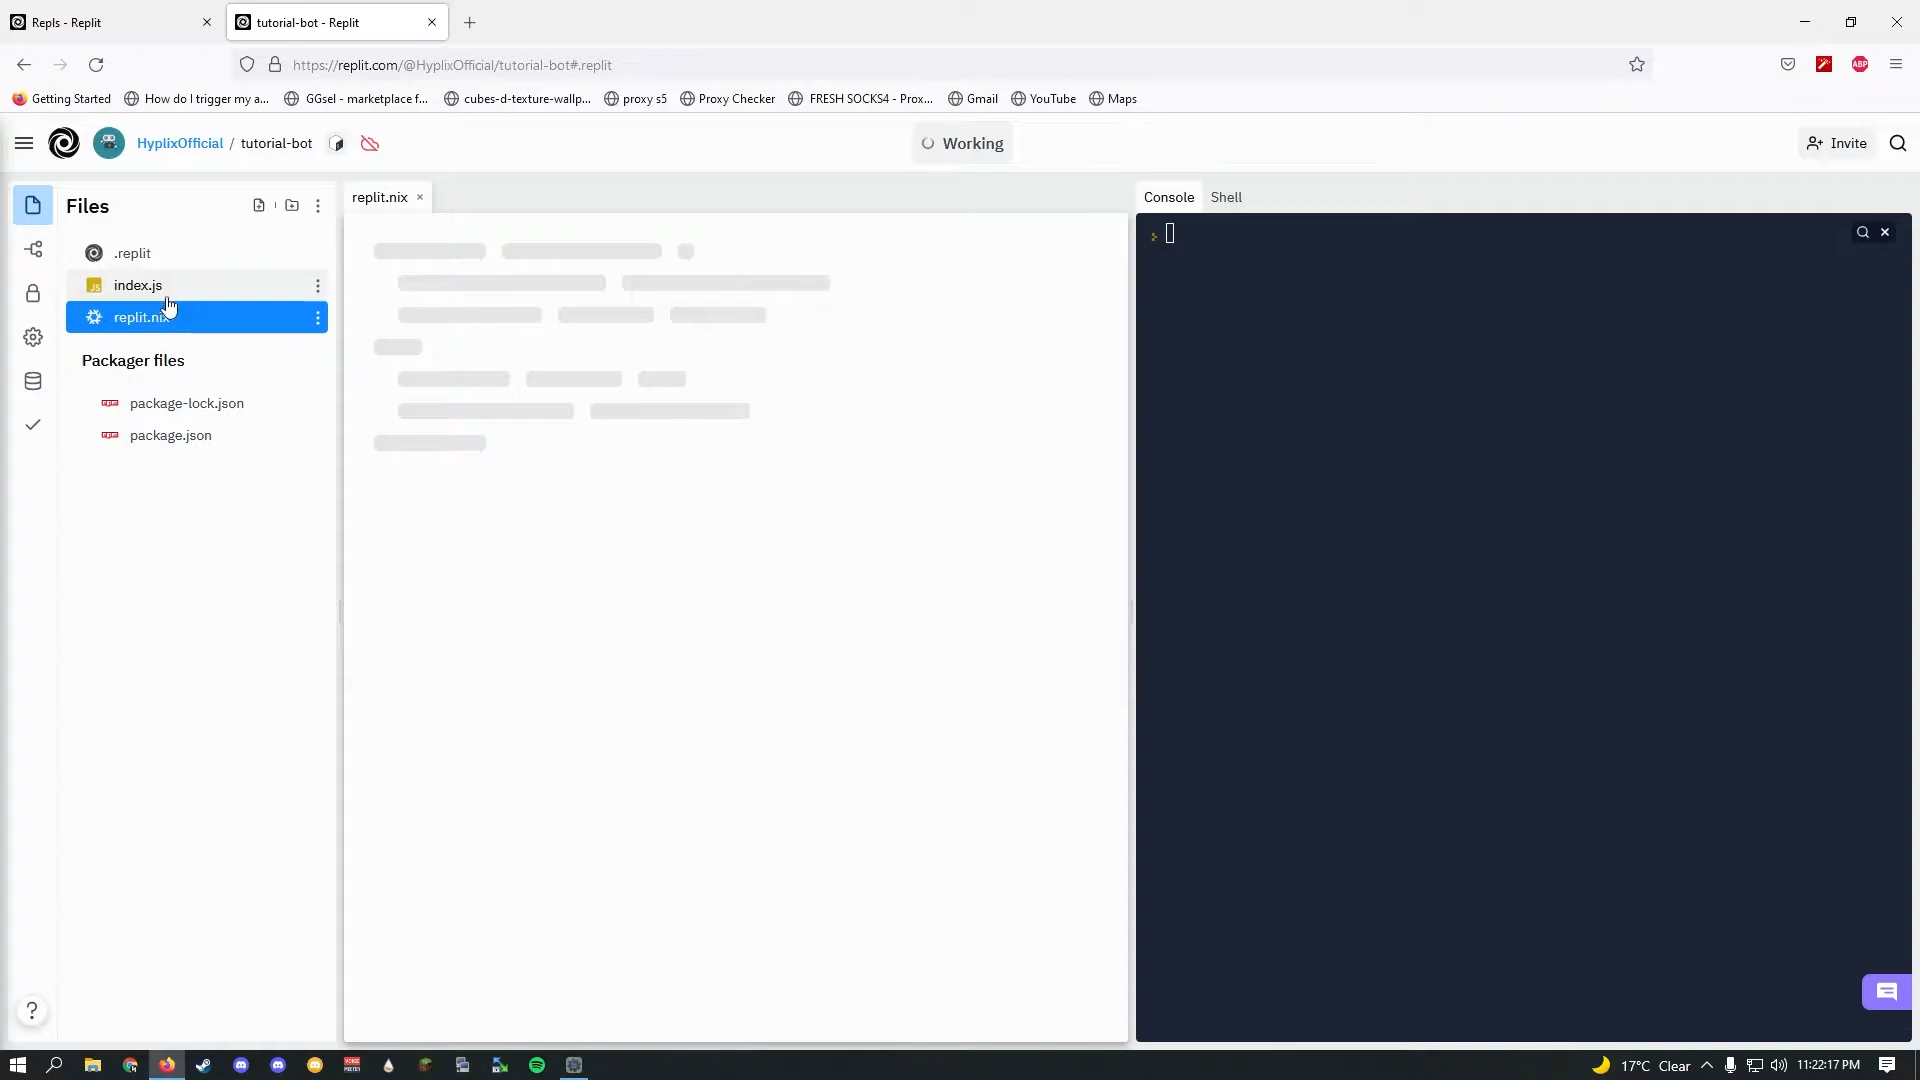 Repls - Replit
tutorial-bot - Replit
https://replit.com/@HyplixOfficial/tutorial-bot#.replit
ABP
Getting Started
How do I trigger my a...
GGsel - marketplace f...
cubes-d-texture-wallp...
proxy s5
Proxy Checker
FRESH SOCKS4 - Prox...
Gmail
YouTube
Maps
HyplixOfficial / tutorial-bot
Working
Invite
Files
.replit
JS index.js
replit.nix
Packager files
package-lock.json
package.json
replit.nix
Console
Shell
?
17°C Clear
11:22:17 PM